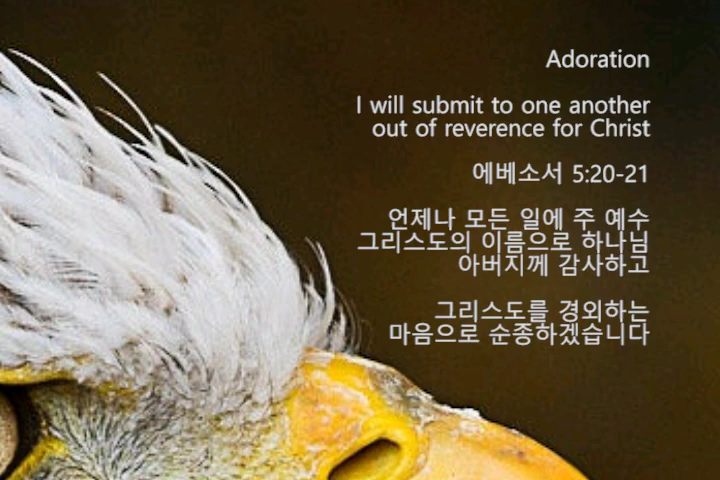 Adoration
I will submit to one another
out of reverence for Christ
에베소서 5:20-21
언제나 모든 일에 주 예수
그리스도의 이름으로 하나님
아버지께 감사하고
그리스도를 경외하는
마음으로 순종하겠습니다